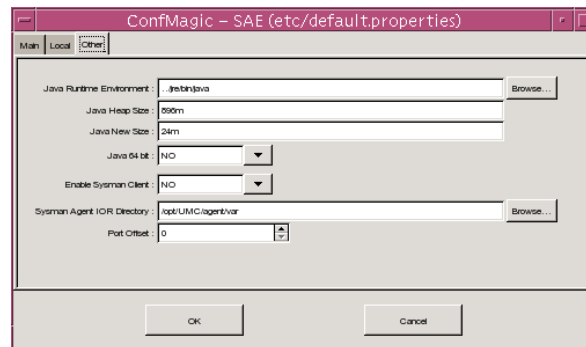 ConfMagic – SAE (etc/default.properties)
Main Local Other
Java Runtime Environment : ../jre/bin/java Browse...
Java Heap Size : 896m
Java New Size : 24m
Java 64 bit : NO
Enable Sysman Client : NO
Sysman Agent IOR Directory : /opt/UMC/agent/var Browse...
Port Offset : 0
OK Cancel